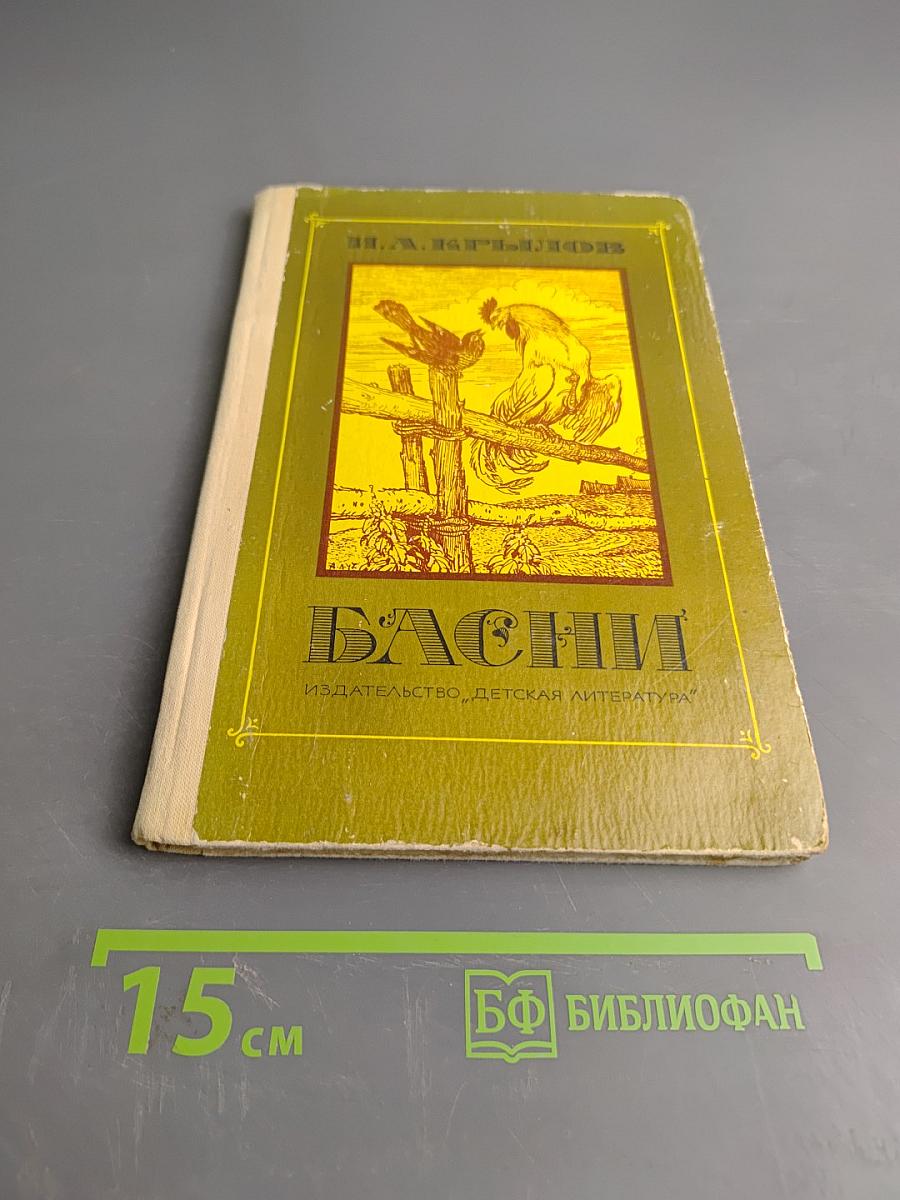 И. А. КРЫЛОВ
БАСНИ
ИЗДАТЕЛЬСТВО „ДЕТСКАЯ ЛИТЕРАТУРА"
15 см
БФ БИБЛИОФАН